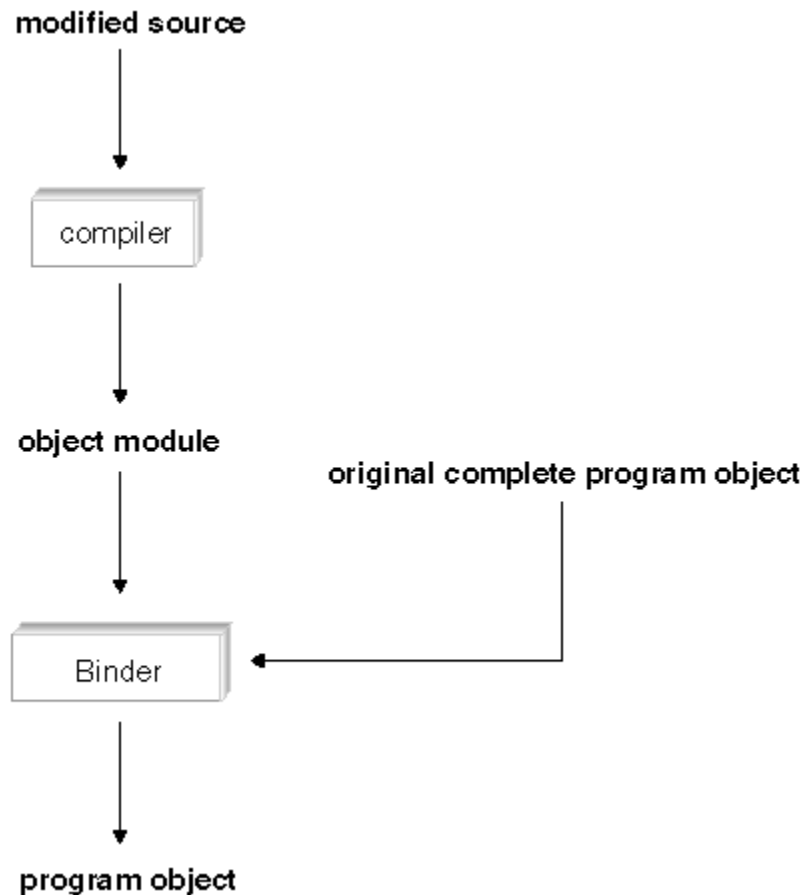 modified source
compiler
object module
original complete program object
Binder
program object